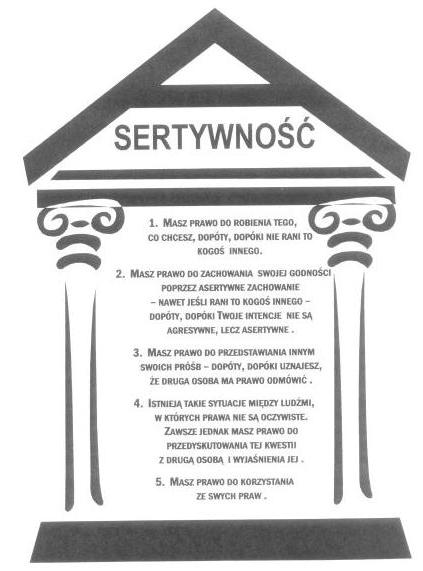 SERTYWNOŚĆ
1. MASZ PRAWO DO ROBIENIA TEGO,
CO CHCESZ, DOPÓTY, DOPÓKI NIE RANI TO
KOGOŚ INNEGO.
2. MASZ PRAWO DO ZACHOWANIA SWOJEJ GODNOŚCI
POPRZEZ ASERTYWNE ZACHOWANIE
– NAWET JEŚLI RANI TO KOGOŚ INNEGO –
DOPÓTY, DOPÓKI TWOJE INTENCJE NIE SĄ
AGRESYWNE, LECZ ASERTYWNE .
3. MASZ PRAWO DO PRZEDSTAWIANIA INNYM
SWOICH PRÓŚB – DOPÓTY, DOPÓKI UZNAJESZ,
ŻE DRUGA OSOBA MA PRAWO ODMÓWIĆ .
4. ISTNIEJĄ TAKIE SYTUACJE MIĘDZY LUDŹMI,
W KTÓRYCH PRAWA NIE SĄ OCZYWISTE.
ZAWSZE JEDNAK MASZ PRAWO DO
PRZEDYSKUTOWANIA TEJ KWESTII
Z DRUGĄ OSOBĄ I WYJAŚNIENIA JEJ .
5. MASZ PRAWO DO KORZYSTANIA
ZE SWYCH PRAW .